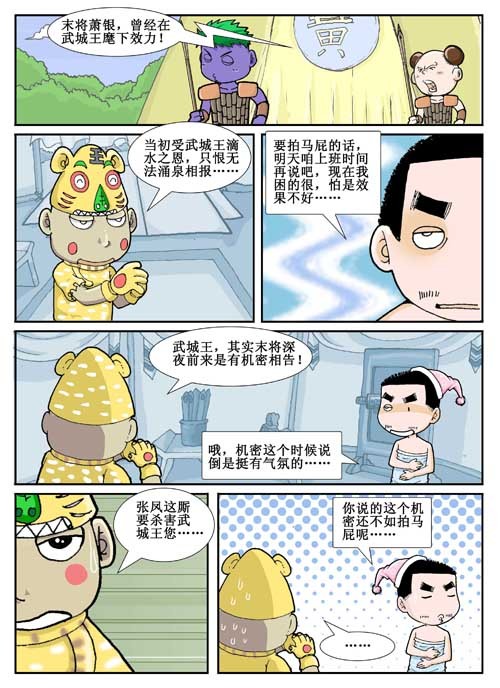 末将萧银，曾经在
武城王麾下效力！
黄
当初受武城王滴
水之恩，只恨无
法涌泉相报……
王
要拍马屁的话，
明天咱上班时间
再说吧，现在我
困的很，怕是效
果不好……
武城王，其实末将深
夜前来是有机密相告！
哦，机密这个时候说
倒是挺有气氛的……
张凤这厮
要杀害武
城王您……
你说的这个机
密还不如拍马
屁呢……
……